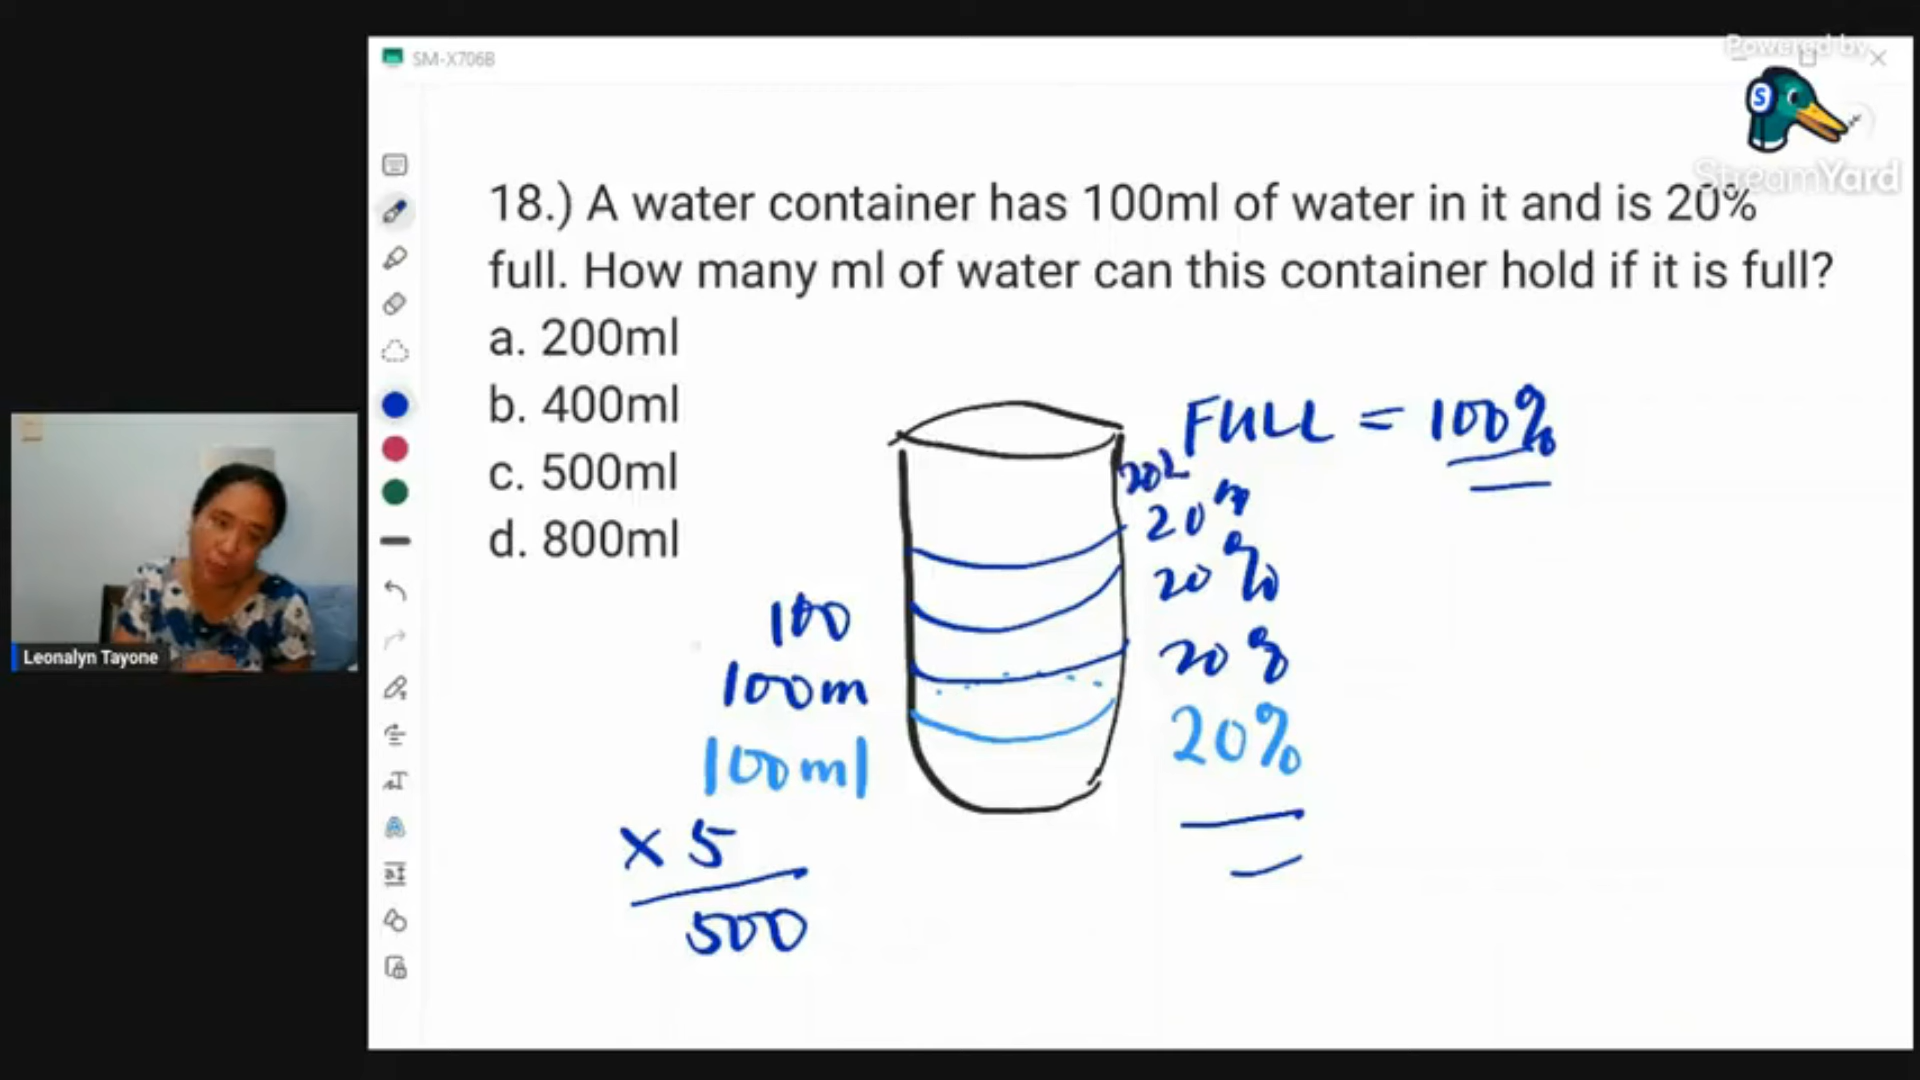 SM-X706B
Powered by
StreamYard
18.) A water container has 100ml of water in it and is 20%
full. How many ml of water can this container hold if it is full?
a. 200ml
b. 400ml
c. 500ml
d. 800ml
FULL = 100%
20
20%
20%
20%
100
100m
100ml
x 5
500
Leonalyn Tayone